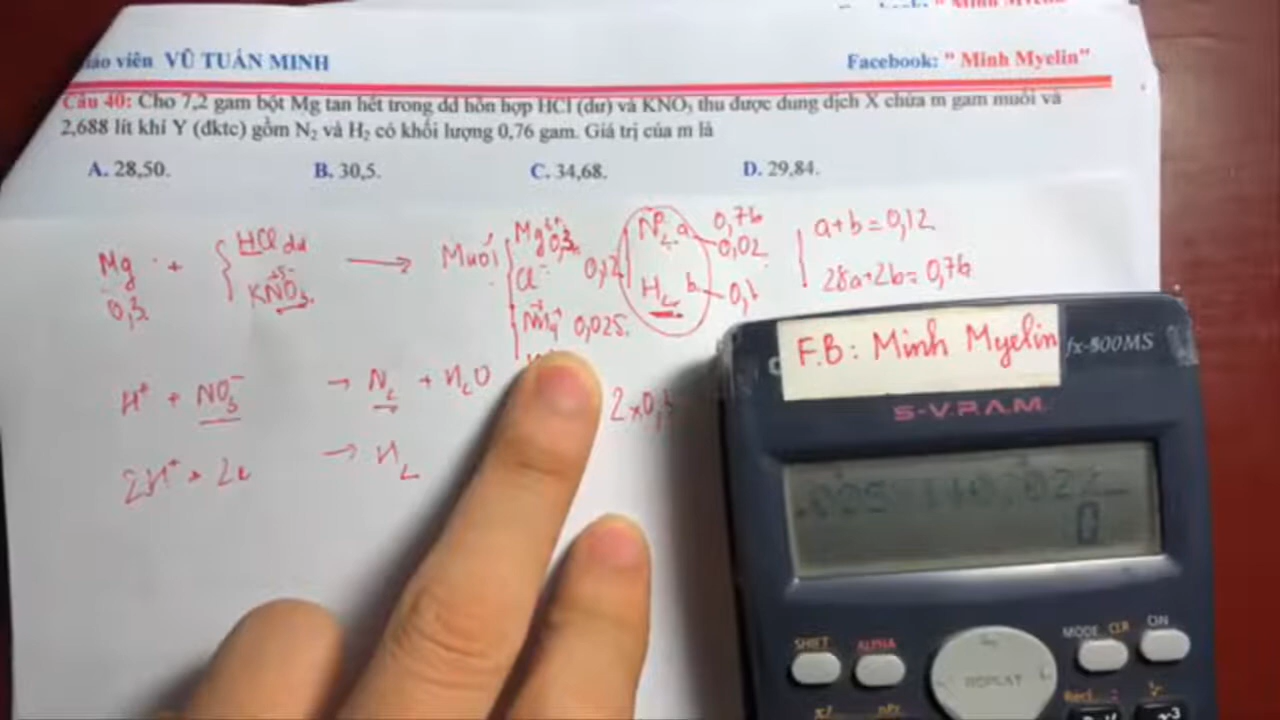 iáo viên VŨ TUẤN MINH
Facebook: " Minh Myelin"
Câu 40: Cho 7,2 gam bột Mg tan hết trong dd hỗn hợp HCl (dư) và KNO3 thu được dung dịch X chứa m gam muối và
2,688 lít khí Y (đktc) gồm N2 và H2 có khối lượng 0,76 gam. Giá trị của m là
A. 28,50. B. 30,5. C. 34,68. D. 29,84.
Mg + HCl dư → Muối Mg2+ 0,3 N2 a 0,76 a+b=0,12
0,3 KNO3 Cl- 0,12 0,02
H2 b 0,1 28a+2b=0,76
NH4+ 0,025
H+ + NO3- → N2 + H2O 2x0,1
2H+ + 2e → H2
F.B: Minh Myelin
fx-500MS
S-V.P.A.M.
0
SHIFT ALPHA MODE CLR ON
REPLAY